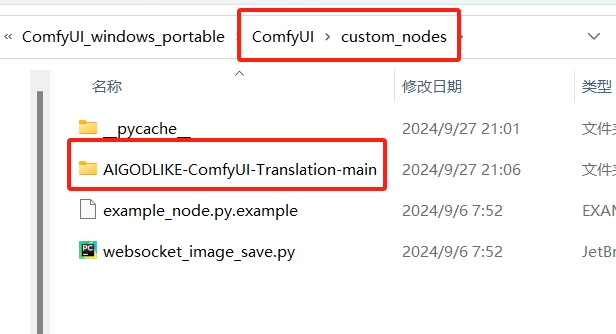 « ComfyUI_windows_portable > ComfyUI > custom_nodes >
名称 修改日期 类型
__pycache__ 2024/9/27 21:01 文件夹
AIGODLIKE-ComfyUI-Translation-main 2024/9/27 21:06 文件夹
example_node.py.example 2024/9/6 7:52 EXAM
websocket_image_save.py 2024/9/6 7:52 JetBr